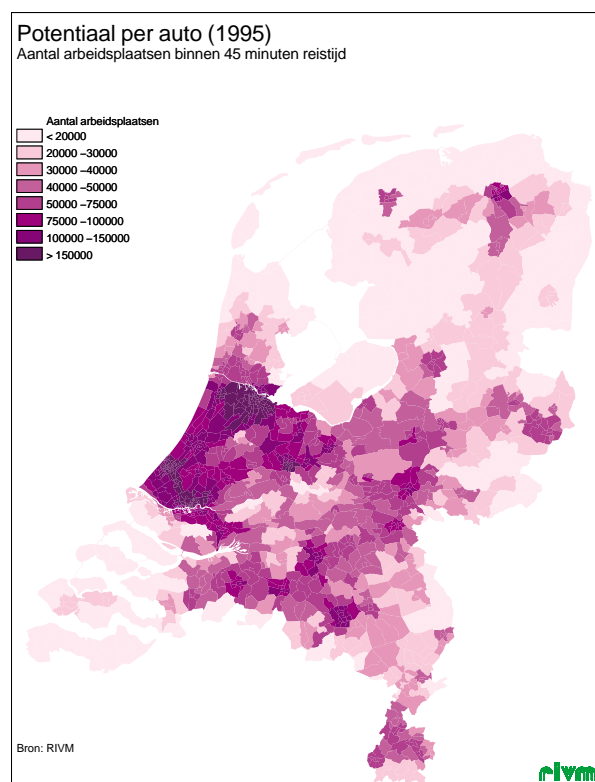 Potentiaal per auto (1995)
Aantal arbeidsplaatsen binnen 45 minuten reistijd
Aantal arbeidsplaatsen
< 20000
20000 –30000
30000 –40000
40000 –50000
50000 –75000
75000 –100000
100000 –150000
> 150000
Bron: RIVM
rivm